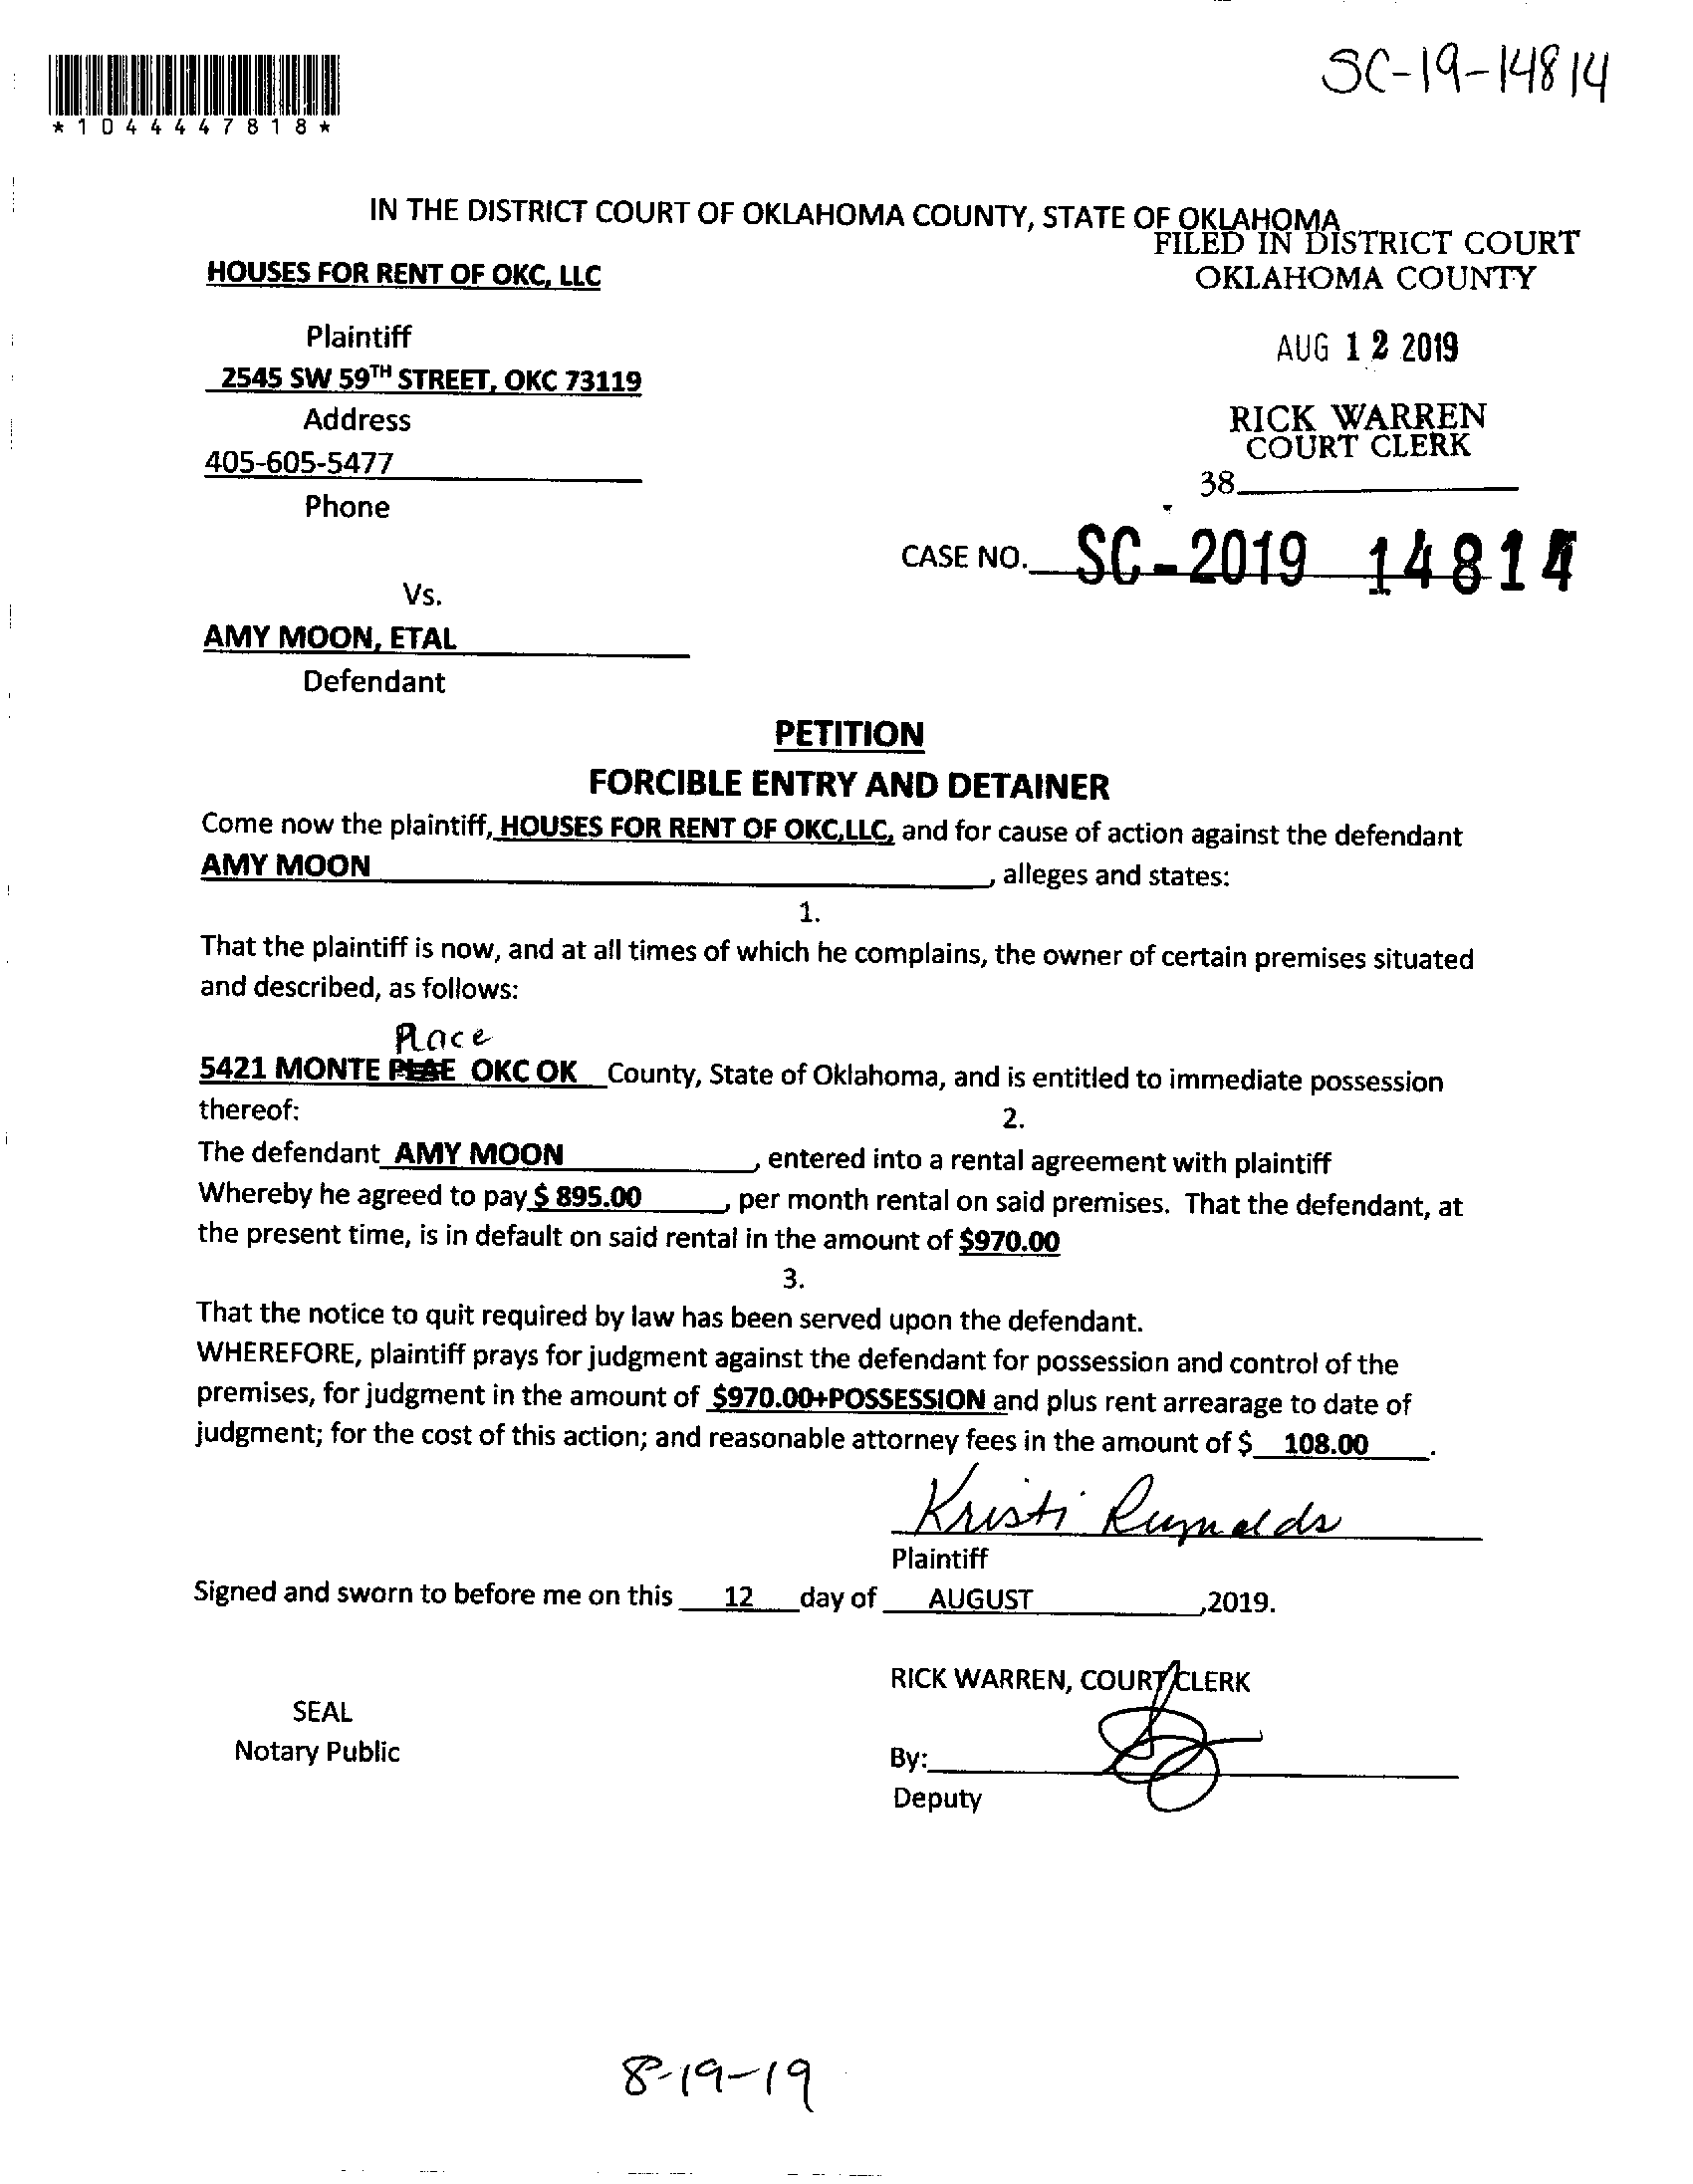 SC-19-14814
*1044447818*
IN THE DISTRICT COURT OF OKLAHOMA COUNTY, STATE OF OKLAHOMA
FILED IN DISTRICT COURT
OKLAHOMA COUNTY
HOUSES FOR RENT OF OKC, LLC
Plaintiff
AUG 12 2019
2545 SW 59TH STREET, OKC 73119
Address
RICK WARREN
COURT CLERK
405-605-5477
38
Phone
CASE NO. SC-2019 14814
Vs.
AMY MOON, ETAL
Defendant
PETITION
FORCIBLE ENTRY AND DETAINER
Come now the plaintiff, HOUSES FOR RENT OF OKC,LLC, and for cause of action against the defendant
AMY MOON, alleges and states:
1.
That the plaintiff is now, and at all times of which he complains, the owner of certain premises situated
and described, as follows:
Place
5421 MONTE OKC OK County, State of Oklahoma, and is entitled to immediate possession
thereof:
2.
The defendant AMY MOON, entered into a rental agreement with plaintiff
Whereby he agreed to pay $ 895.00, per month rental on said premises. That the defendant, at
the present time, is in default on said rental in the amount of $970.00
3.
That the notice to quit required by law has been served upon the defendant.
WHEREFORE, plaintiff prays for judgment against the defendant for possession and control of the
premises, for judgment in the amount of $970.00+POSSESSION and plus rent arrearage to date of
judgment; for the cost of this action; and reasonable attorney fees in the amount of $ 108.00.
Kristi Reynolds
Plaintiff
Signed and sworn to before me on this 12 day of AUGUST,2019.
RICK WARREN, COURT CLERK
SEAL
Notary Public
By:
Deputy
8-19-19